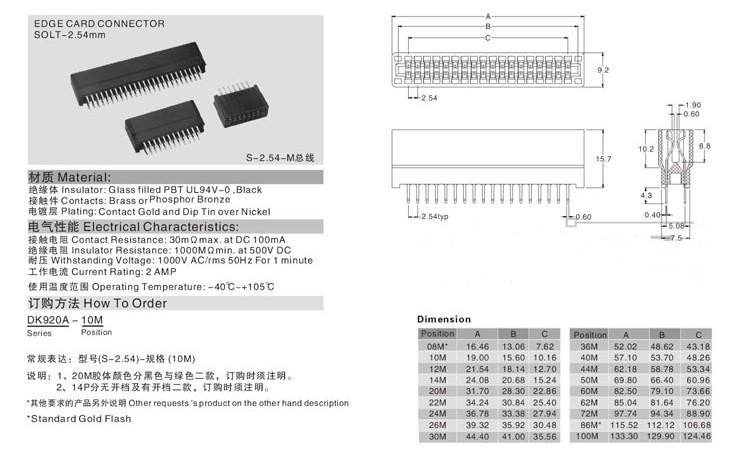 EDGE CARD CONNECTOR
SOLT-2.54mm
S-2.54-M总线
材质 Material:
绝缘体 Insulator: Glass filled PBT UL94V-0 ,Black
接触件 Contacts: Brass or Phosphor Bronze
电镀层 Plating: Contact Gold and Dip Tin over Nickel
电气性能 Electrical Characteristics:
接触电阻 Contact Resistance: 30mΩ max. at DC 100mA
绝缘电阻 Insulator Resistance: 1000MΩ min. at 500V DC
耐压 Withstanding Voltage: 1000V AC/rms 50Hz For 1 minute
工作电流 Current Rating: 2 AMP
使用温度范围 Operating Temperature: -40℃~+105℃
订购方法 How To Order
DK920A - 10M
Series Position
常规表达：型号(S-2.54)-规格 (10M)
说明：1、20M胶体颜色分黑色与绿色二款，订购时须注明。
2、14P分无开档及有开档二款，订购时须注明。
*其他要求的产品另外说明 Other requests 's product on the other hand description
*Standard Gold Flash
A
B
C
9.2
2.54
1.90
0.60
15.7
10.2
8.8
4.3
2.54typ
0.60
0.40
5.08
7.5
Dimension
Position A B C
08M* 16.46 13.06 7.62
10M 19.00 15.60 10.16
12M 21.54 18.14 12.70
14M 24.08 20.68 15.24
20M 31.70 28.30 22.86
22M 34.24 30.84 25.40
24M 36.78 33.38 27.94
26M 39.32 35.92 30.48
30M 44.40 41.00 35.56
Position A B C
36M 52.02 48.62 43.18
40M 57.10 53.70 48.26
44M 62.18 58.78 53.34
50M 69.80 66.40 60.96
60M 82.50 79.10 73.66
62M 85.04 81.64 76.20
72M 97.74 94.34 88.90
86M* 115.52 112.12 106.68
100M 133.30 129.90 124.46